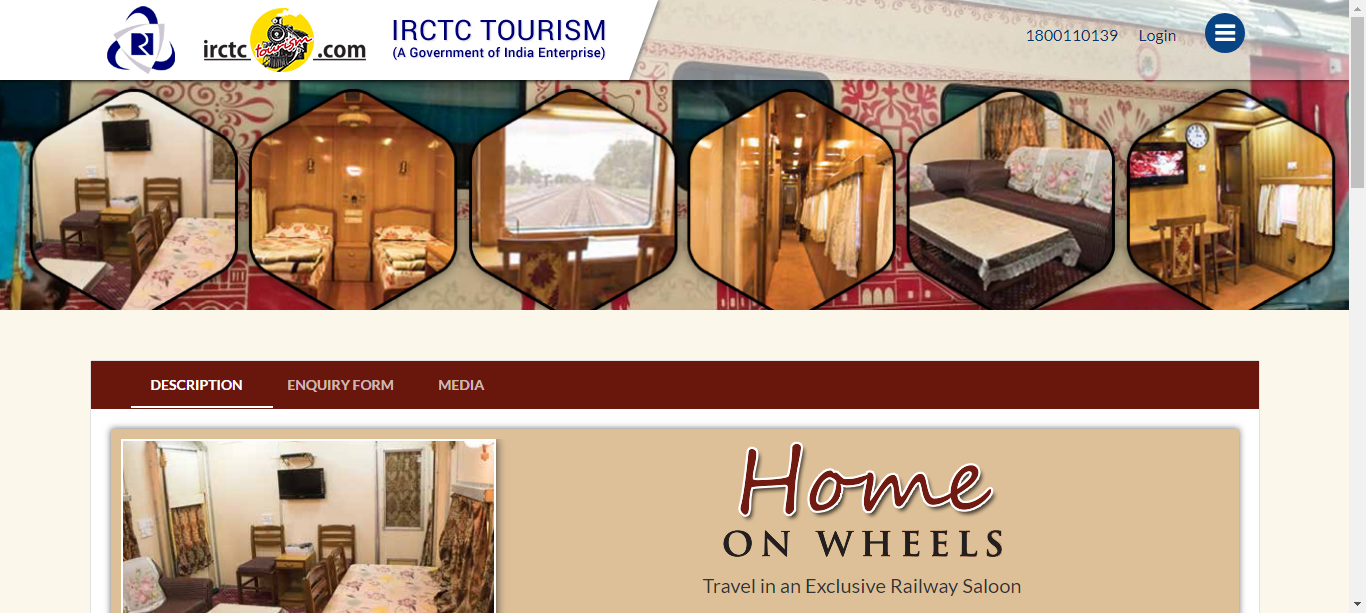 irctc tourism .com
IRCTC TOURISM
(A Government of India Enterprise)
1800110139 Login
DESCRIPTION ENQUIRY FORM MEDIA
Home
ON WHEELS
Travel in an Exclusive Railway Saloon